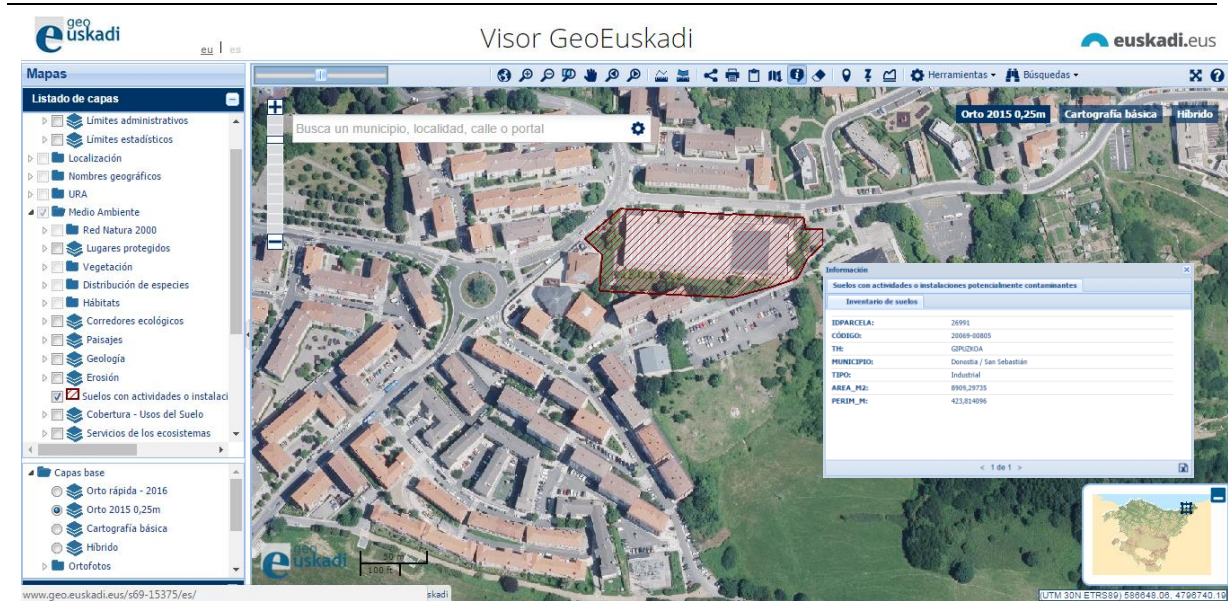 geo
euskadi
eu | es
Visor GeoEuskadi
euskadi.eus
Mapas
Herramientas
Búsquedas
Listado de capas
Límites administrativos
Límites estadísticos
Localización
Nombres geográficos
URA
Medio Ambiente
Red Natura 2000
Lugares protegidos
Vegetación
Distribución de especies
Hábitats
Corredores ecológicos
Paisajes
Geología
Erosión
Suelos con actividades o instalaci
Cobertura - Usos del Suelo
Servicios de los ecosistemas
Capas base
Orto rápida - 2016
Orto 2015 0,25m
Cartografía básica
Híbrido
Ortofotos
Busca un municipio, localidad, calle o portal
Orto 2015 0,25m
Cartografía básica
Híbrido
Información
Suelos con actividades o instalaciones potencialmente contaminantes
Inventario de suelos
IDPARCELA: 26991
CÓDIGO: 20069-00805
TH: GIPUZKOA
MUNICIPIO: Donostia / San Sebastián
TIPO: Industrial
AREA_M2: 8909,29735
PERIM_M: 423,814096
< 1 de 1 >
geo
euskadi
50 m
100 ft
www.geo.euskadi.eus/s69-15375/es/
skadi
(UTM 30N ETRS89) 586648.06, 4796740.19